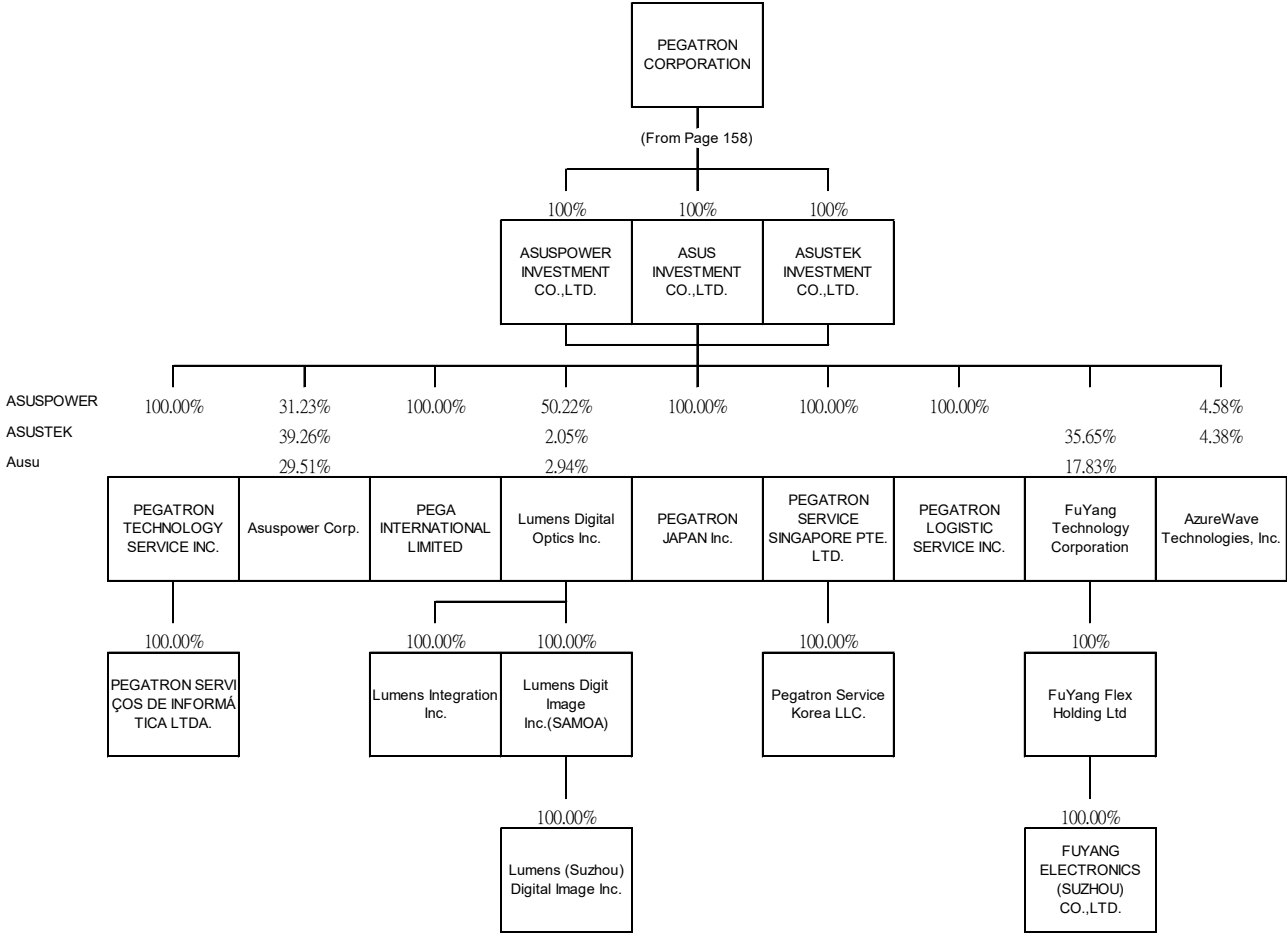 PEGATRON
CORPORATION
(From Page 158)
100% 100% 100%
ASUSPOWER
INVESTMENT
CO.,LTD.
ASUS
INVESTMENT
CO.,LTD.
ASUSTEK
INVESTMENT
CO.,LTD.
ASUSPOWER 100.00% 31.23% 100.00% 50.22% 100.00% 100.00% 100.00% 4.58%
ASUSTEK 39.26% 2.05% 35.65% 4.38%
Ausu 29.51% 2.94% 17.83%
PEGATRON
TECHNOLOGY
SERVICE INC.
Asuspower Corp.
PEGA
INTERNATIONAL
LIMITED
Lumens Digital
Optics Inc.
PEGATRON
JAPAN Inc.
PEGATRON
SERVICE
SINGAPORE PTE.
LTD.
PEGATRON
LOGISTIC
SERVICE INC.
FuYang
Technology
Corporation
AzureWave
Technologies, Inc.
100.00% 100.00% 100.00% 100.00% 100%
PEGATRON SERVI
ÇOS DE INFORMÁ
TICA LTDA.
Lumens Integration
Inc.
Lumens Digit
Image
Inc.(SAMOA)
Pegatron Service
Korea LLC.
FuYang Flex
Holding Ltd
100.00% 100.00%
Lumens (Suzhou)
Digital Image Inc.
FUYANG
ELECTRONICS
(SUZHOU)
CO.,LTD.